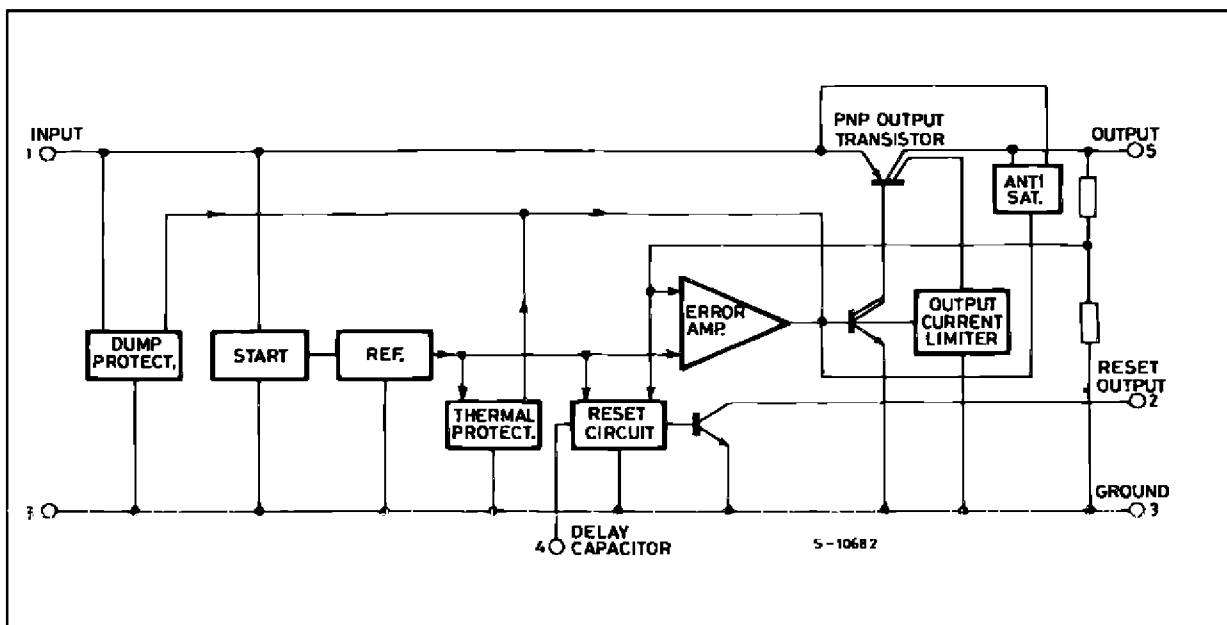 INPUT
1
PNP OUTPUT
TRANSISTOR
OUTPUT
5
ANTI
SAT.
DUMP
PROTECT.
START
REF.
ERROR
AMP.
OUTPUT
CURRENT
LIMITER
THERMAL
PROTECT.
RESET
CIRCUIT
RESET
OUTPUT
2
GROUND
3
4
DELAY
CAPACITOR
S-10682